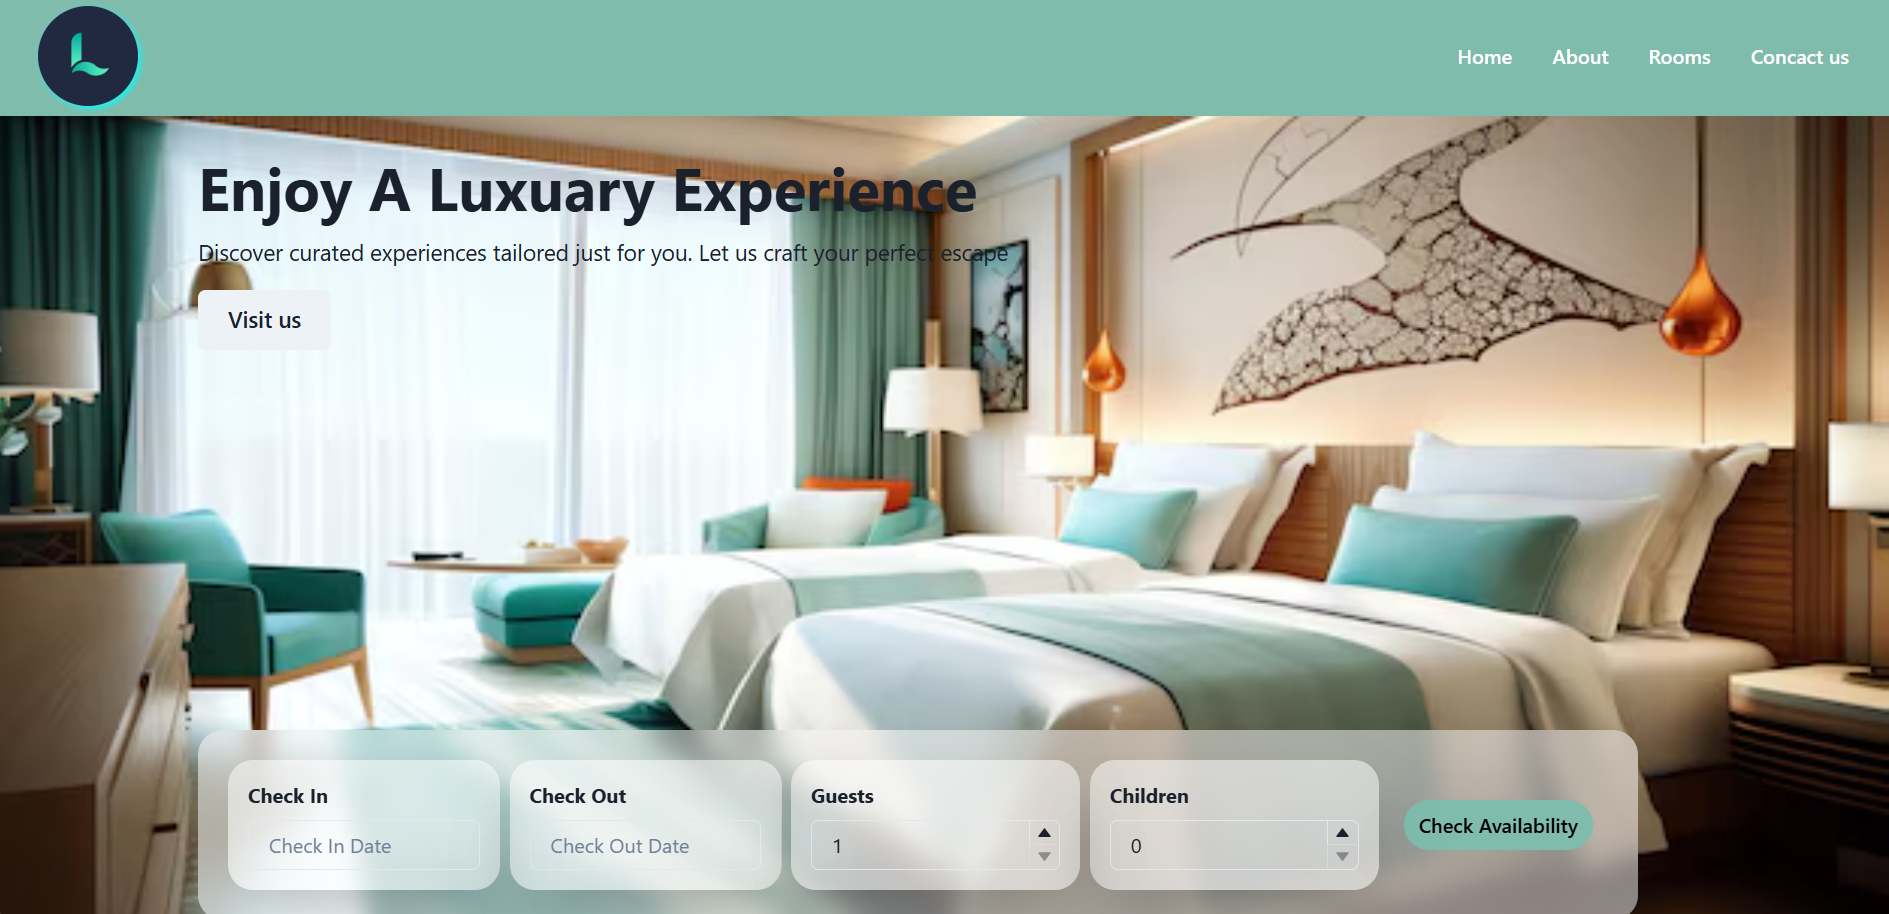 Home About Rooms Concact us
Enjoy A Luxuary Experience
Discover curated experiences tailored just for you. Let us craft your perfect escape
Visit us
Check In Check Out Guests Children
Check In Date Check Out Date 1 0 Check Availability